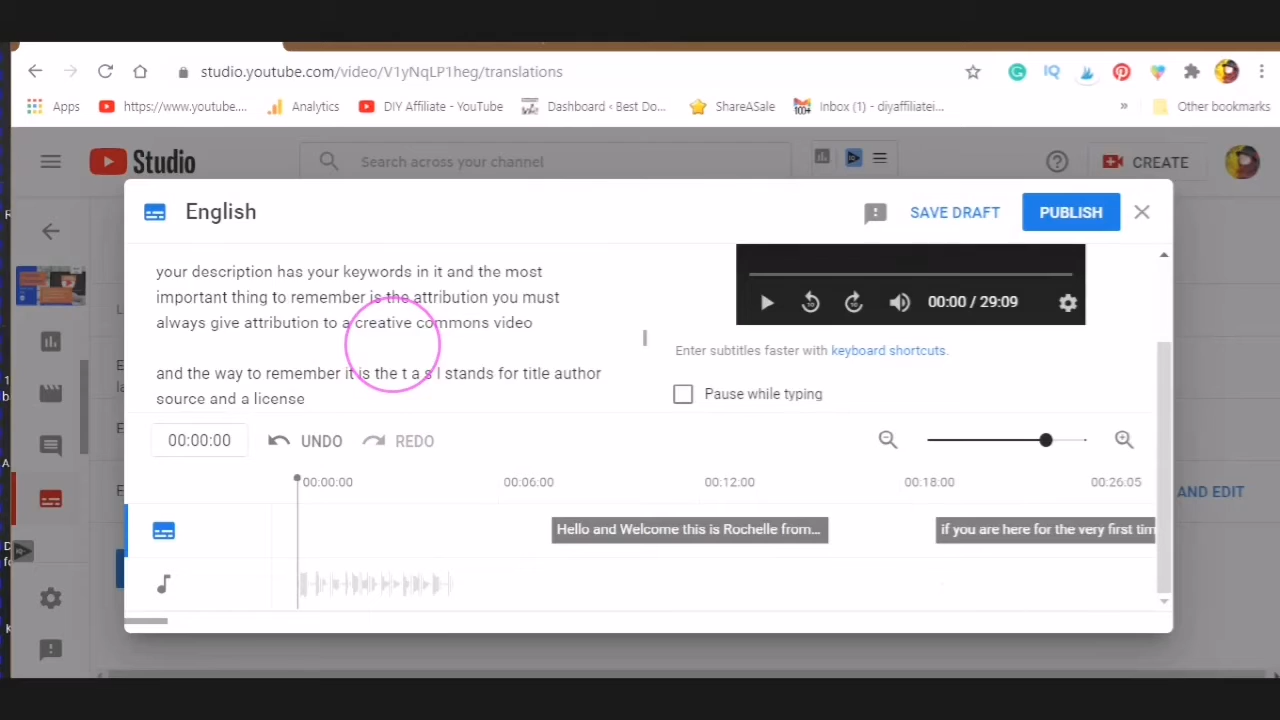 studio.youtube.com/video/V1yNqLP1heg/translations
Apps https://www.youtube.... Analytics DIY Affiliate - YouTube Dashboard ‹ Best Do... ShareASale Inbox (1) - diyaffiliatei... » Other bookmarks
Studio Search across your channel CREATE
English SAVE DRAFT PUBLISH
your description has your keywords in it and the most
important thing to remember is the attribution you must
always give attribution to a creative commons video
and the way to remember it is the t a s l stands for title author
source and a license
00:00 / 29:09
Enter subtitles faster with keyboard shortcuts.
Pause while typing
00:00:00 UNDO REDO
00:00:00 00:06:00 00:12:00 00:18:00 00:26:05
AND EDIT
Hello and Welcome this is Rochelle from... if you are here for the very first tim